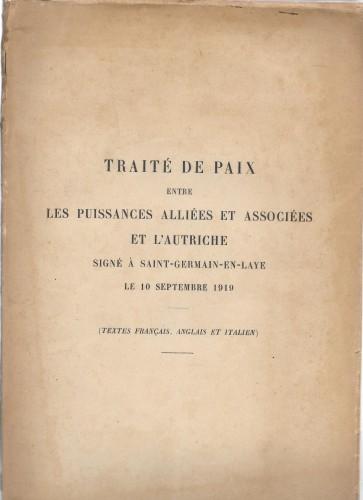 TRAITÉ DE PAIX
ENTRE
LES PUISSANCES ALLIÉES ET ASSOCIÉES
ET L'AUTRICHE
SIGNÉ À SAINT-GERMAIN-EN-LAYE
LE 10 SEPTEMBRE 1919
(TEXTES FRANÇAIS, ANGLAIS ET ITALIEN)